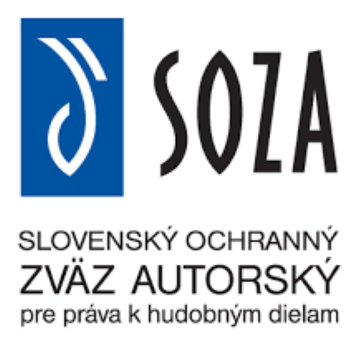 SOZA
SLOVENSKÝ OCHRANNÝ
ZVÄZ AUTORSKÝ
pre práva k hudobným dielam